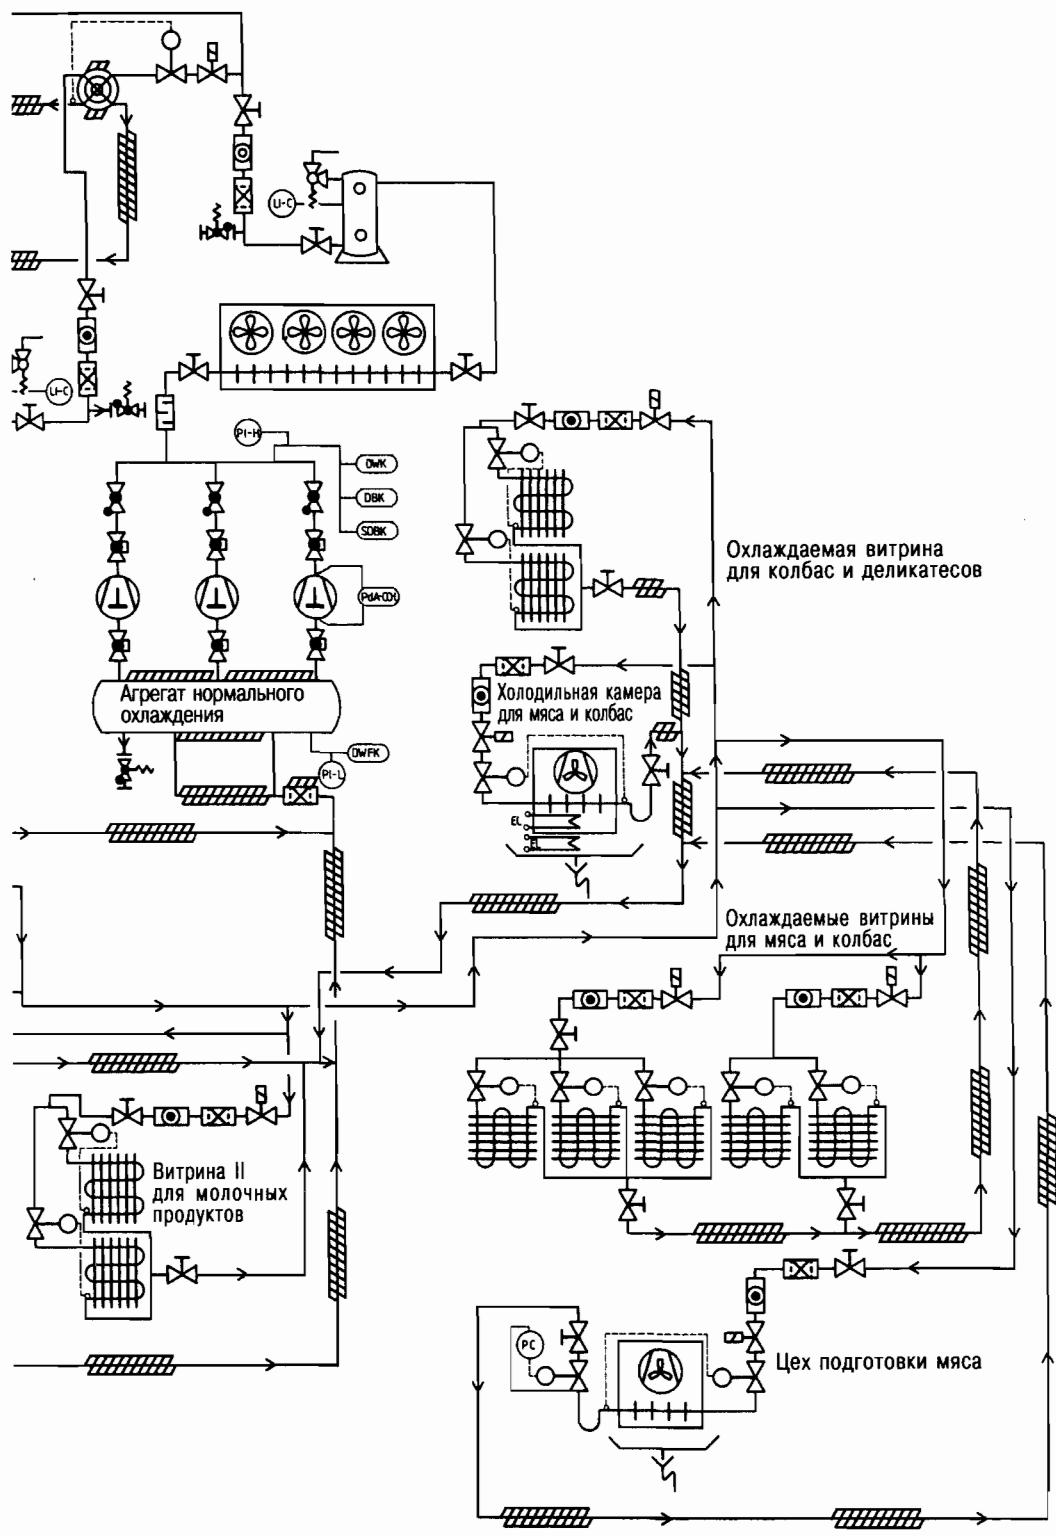 LI-C
LI-C
PI-H
DWK
DBK
SDBK
PdA-OCH
Охлаждаемая витрина
для колбас и деликатесов
Агрегат нормального
охлаждения
Холодильная камера
для мяса и колбас
DWFK
PI-L
EL
EL
Охлаждаемые витрины
для мяса и колбас
Витрина II
для молочных
продуктов
PC
Цех подготовки мяса